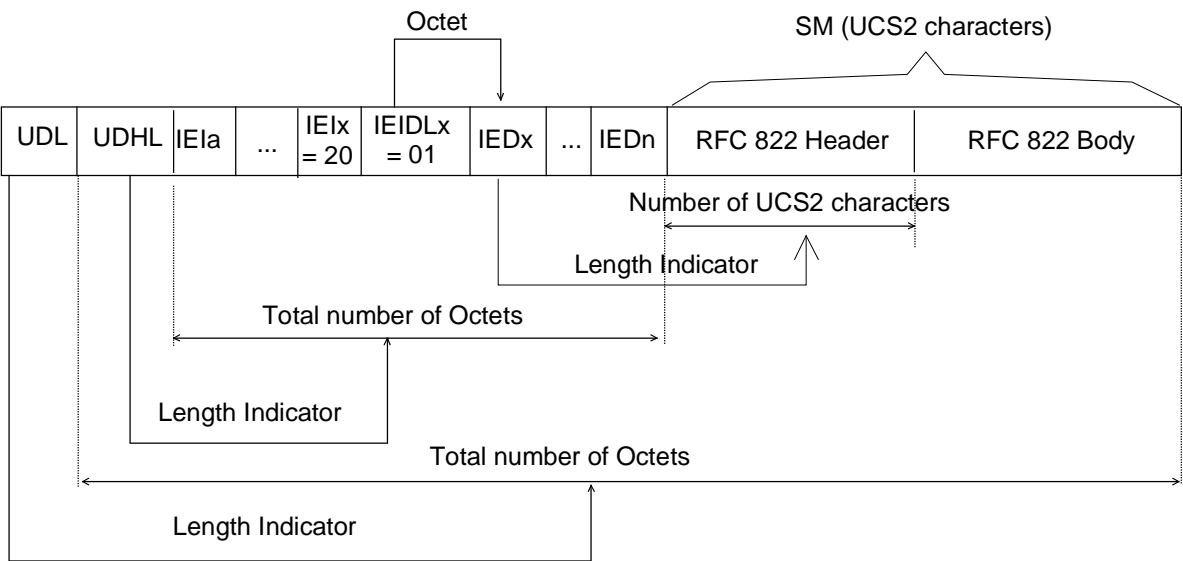 Octet
SM (UCS2 characters)
UDL UDHL IEIa ... IEIx = 20 IEIDLx = 01 IEDx ... IEDn RFC 822 Header RFC 822 Body
Number of UCS2 characters
Length Indicator
Total number of Octets
Length Indicator
Total number of Octets
Length Indicator